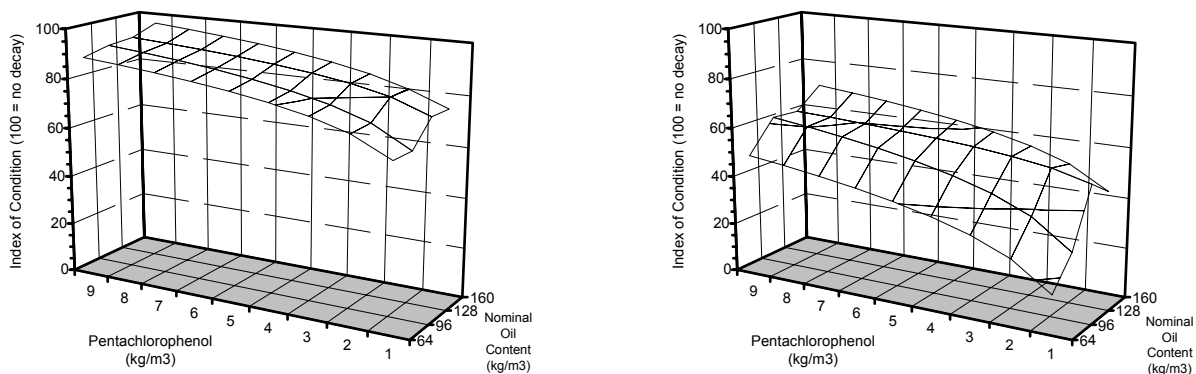 Index of Condition (100 = no decay)
100
80
60
40
20
0
9
8
7
6
5
4
3
2
1
Pentachlorophenol
(kg/m3)
160
128
96
64
Nominal
Oil
Content
(kg/m3)
Index of Condition (100 = no decay)
100
80
60
40
20
0
9
8
7
6
5
4
3
2
1
Pentachlorophenol
(kg/m3)
160
128
96
64
Nominal
Oil
Content
(kg/m3)